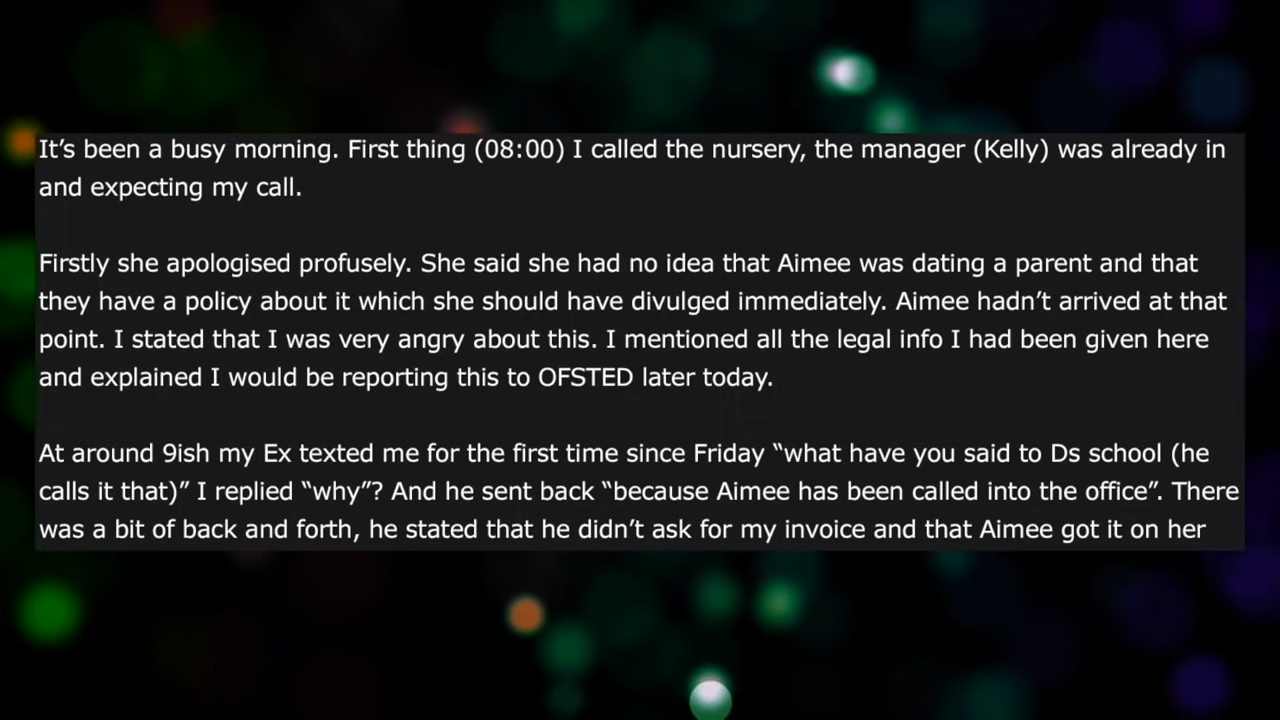 It’s been a busy morning. First thing (08:00) I called the nursery, the manager (Kelly) was already in
and expecting my call.
Firstly she apologised profusely. She said she had no idea that Aimee was dating a parent and that
they have a policy about it which she should have divulged immediately. Aimee hadn’t arrived at that
point. I stated that I was very angry about this. I mentioned all the legal info I had been given here
and explained I would be reporting this to OFSTED later today.
At around 9ish my Ex texted me for the first time since Friday “what have you said to Ds school (he
calls it that)” I replied “why”? And he sent back “because Aimee has been called into the office”. There
was a bit of back and forth, he stated that he didn’t ask for my invoice and that Aimee got it on her